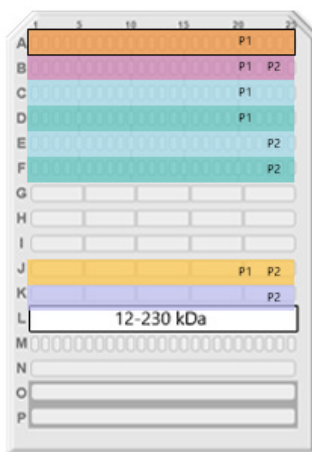 1 5 10 15 20 25
A P1
B P1 P2
C P1
D P1
E P2
F P2
G
H
I
J P1 P2
K P2
L 12-230 kDa
M
N
O
P